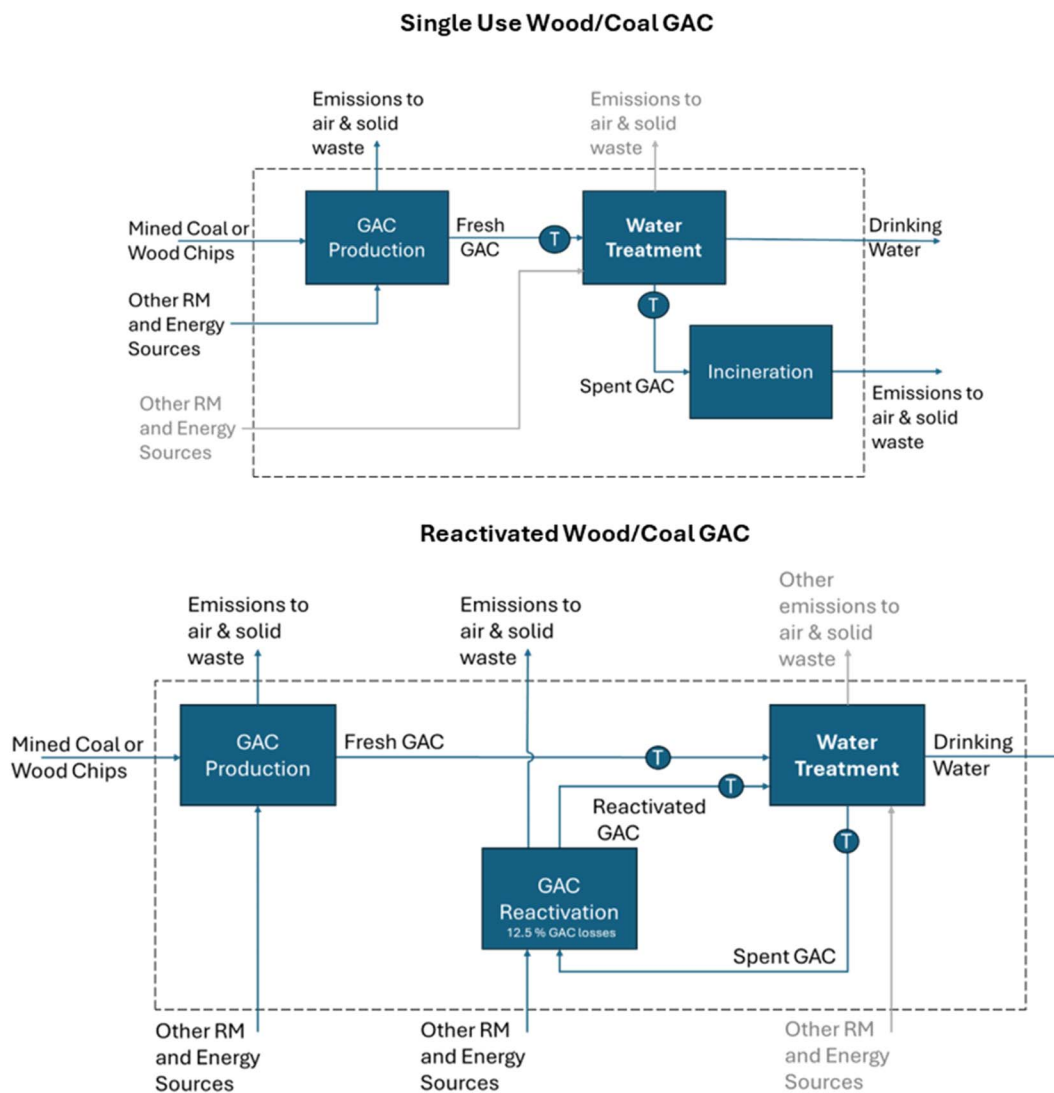 Single Use Wood/Coal GAC
Emissions to
air & solid
waste
Emissions to
air & solid
waste
Mined Coal or
Wood Chips
GAC
Production
Fresh
GAC
T
Water
Treatment
Drinking
Water
Other RM
and Energy
Sources
T
Spent GAC
Incineration
Other RM
and Energy
Sources
Emissions to
air & solid
waste
Reactivated Wood/Coal GAC
Emissions to
air & solid
waste
Emissions to
air & solid
waste
Other
emissions to
air & solid
waste
Mined Coal or
Wood Chips
GAC
Production
Fresh GAC
T
Water
Treatment
Drinking
Water
Reactivated
GAC
T
T
GAC
Reactivation
12.5 % GAC losses
Spent GAC
Other RM
and Energy
Sources
Other RM
and Energy
Sources
Other RM
and Energy
Sources